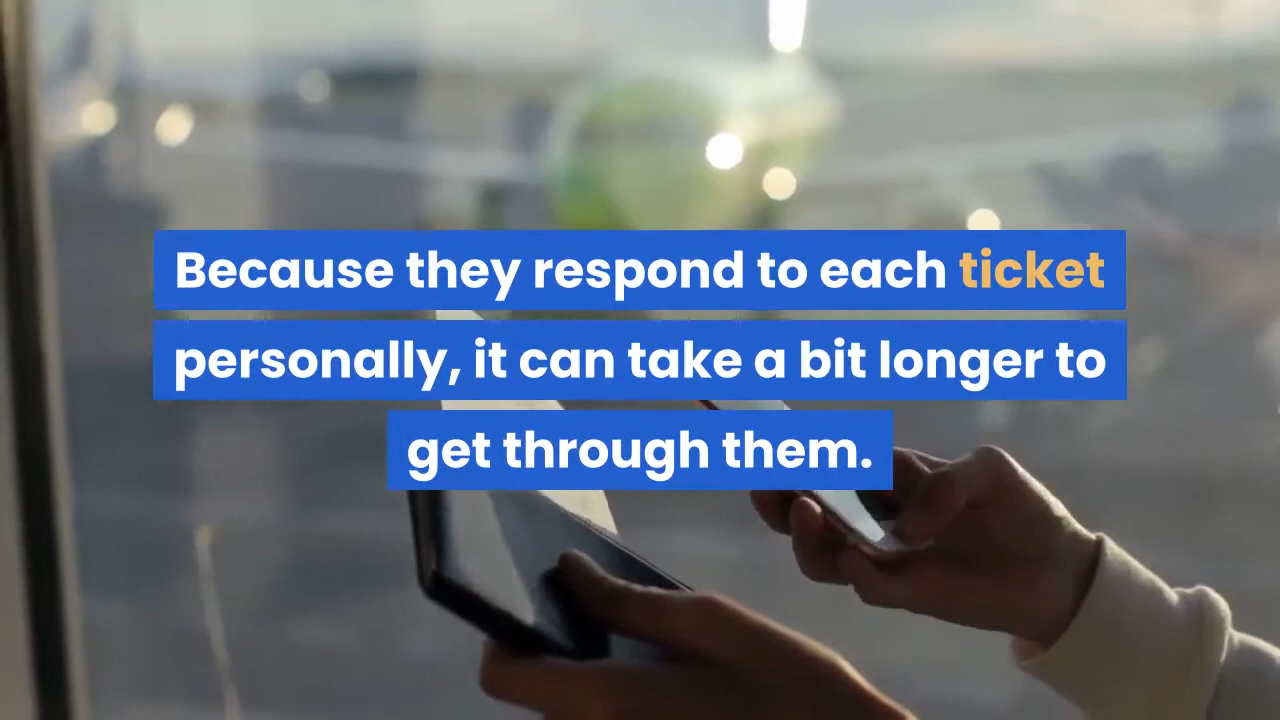 Because they respond to each ticket
personally, it can take a bit longer to
get through them.